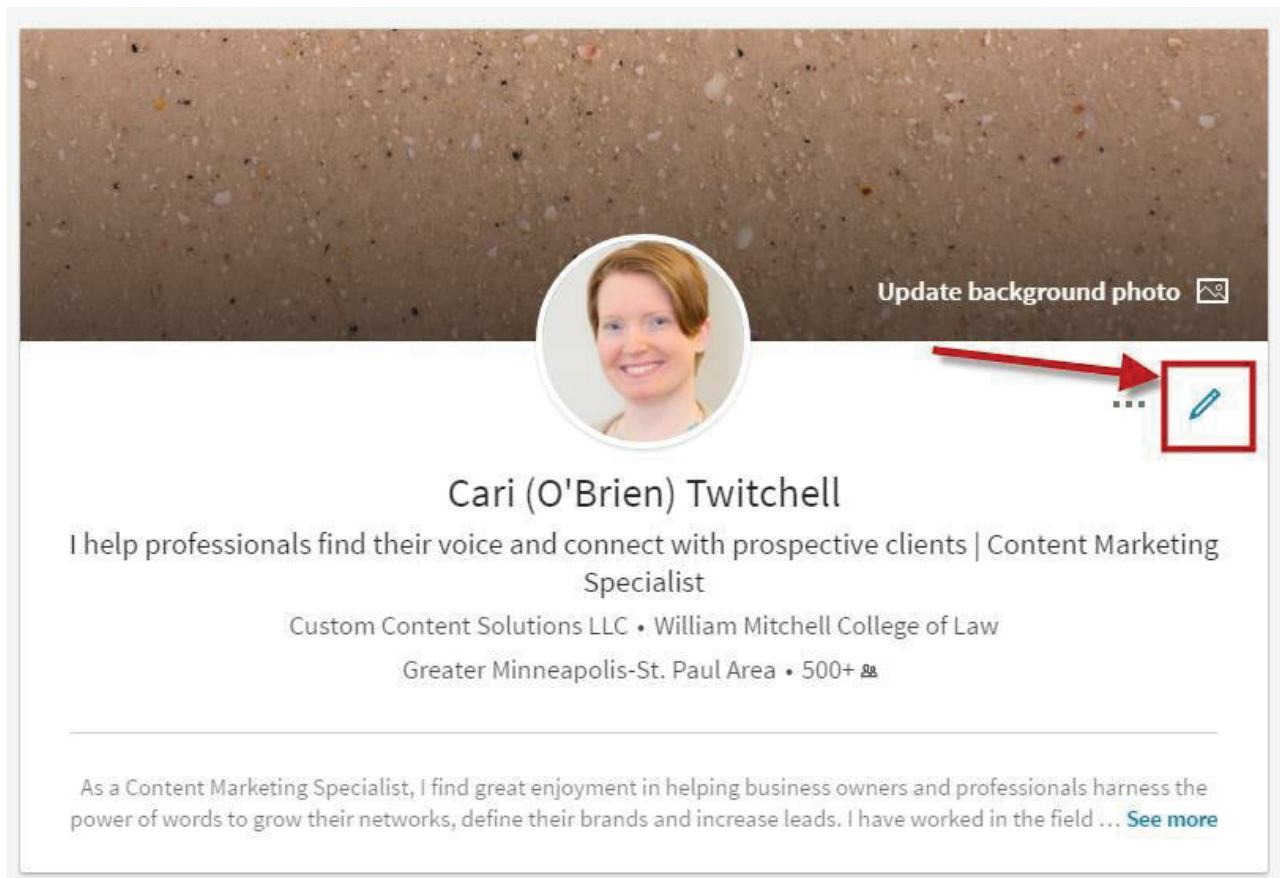 Update background photo
Cari (O'Brien) Twitchell
I help professionals find their voice and connect with prospective clients | Content Marketing
Specialist
Custom Content Solutions LLC • William Mitchell College of Law
Greater Minneapolis-St. Paul Area • 500+
As a Content Marketing Specialist, I find great enjoyment in helping business owners and professionals harness the
power of words to grow their networks, define their brands and increase leads. I have worked in the field ... See more